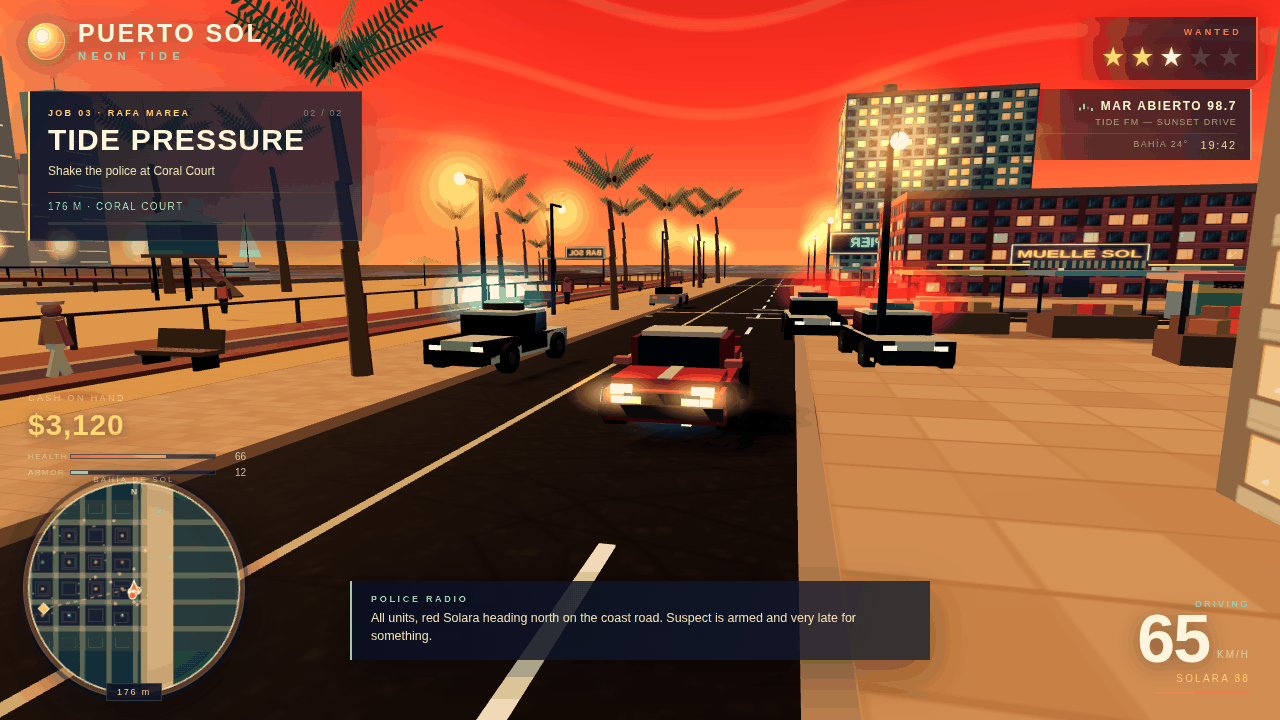 PUERTO SOL
NEON TIDE
WANTED
JOB 03 · RAFA MAREA
02 / 02
TIDE PRESSURE
Shake the police at Coral Court
176 M · CORAL COURT
MAR ABIERTO 98.7
TIDE FM — SUNSET DRIVE
BAHÍA 24°
19:42
BAR SOL
PIER
MUELLE SOL
CASH ON HAND
$3,120
HEALTH
66
ARMOR
12
BAHÍA DE SOL
N
176 m
POLICE RADIO
All units, red Solara heading north on the coast road. Suspect is armed and very late for
something.
DRIVING
65
KM/H
SOLARA 88